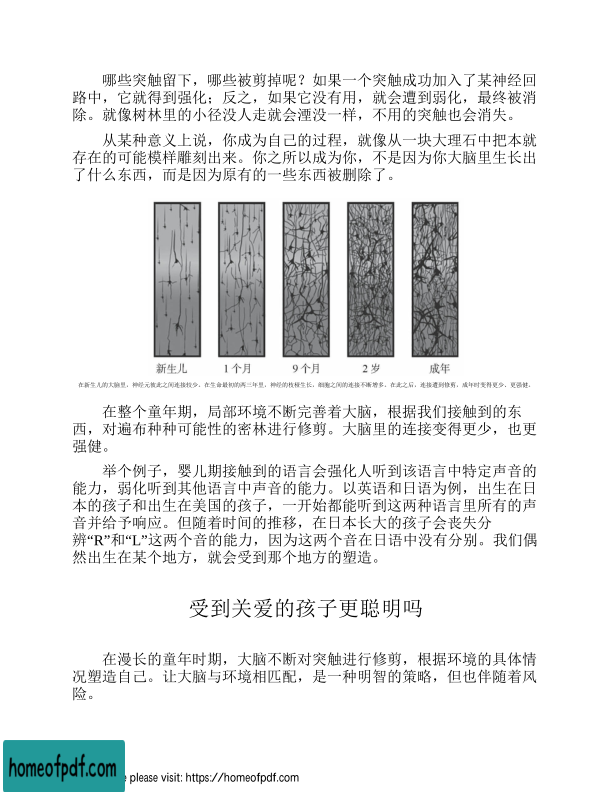 哪些突触留下，哪些被剪掉呢？如果一个突触成功加入了某神经回
路中，它就得到强化；反之，如果它没有用，就会遭到弱化，最终被消
除。就像树林里的小径没人走就会湮没一样，不用的突触也会消失。
从某种意义上说，你成为自己的过程，就像从一块大理石中把本就
存在的可能模样雕刻出来。你之所以成为你，不是因为你大脑里生长出
了什么东西，而是因为原有的一些东西被删除了。
新生儿 1个月 9个月 2岁 成年
在新生儿的大脑里，神经元彼此之间连接较少。在生命最初的两三年里，神经的枝桠生长，细胞之间的连接不断增多。在此之后，连接遭到修剪，成年时变得更少、更强健。
在整个童年期，局部环境不断完善着大脑，根据我们接触到的东
西，对遍布种种可能性的密林进行修剪。大脑里的连接变得更少，也更
强健。
举个例子，婴儿期接触到的语言会强化人听到该语言中特定声音的
能力，弱化听到其他语言中声音的能力。以英语和日语为例，出生在日
本的孩子和出生在美国的孩子，一开始都能听到这两种语言里所有的声
音并给予响应。但随着时间的推移，在日本长大的孩子会丧失分
辨“R”和“L”这两个音的能力，因为这两个音在日语中没有分别。我们偶
然出生在某个地方，就会受到那个地方的塑造。
受到关爱的孩子更聪明吗
在漫长的童年时期，大脑不断对突触进行修剪，根据环境的具体情
况塑造自己。让大脑与环境相匹配，是一种明智的策略，但也伴随着风
险。
homeofpdf.com
please visit: https://homeofpdf.com